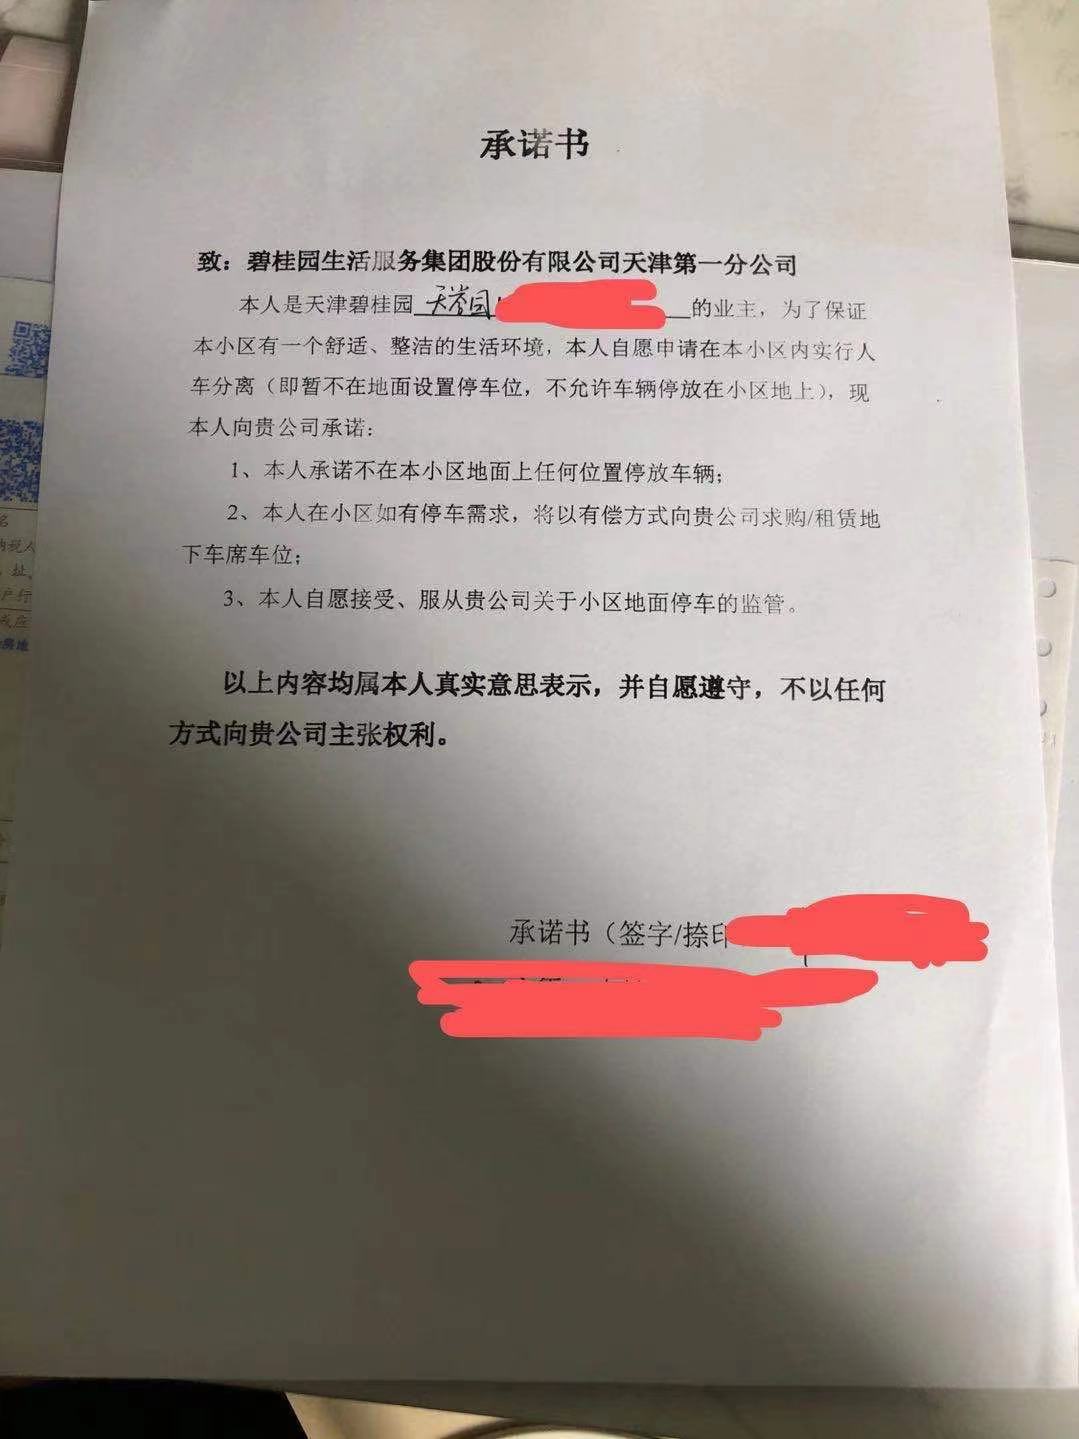 承诺书
致：碧桂园生活服务集团股份有限公司天津第一分公司
本人是天津碧桂园天誉园的业主，为了保证
本小区有一个舒适、整洁的生活环境，本人自愿申请在本小区内实行人
车分离（即暂不在地面设置停车位，不允许车辆停放在小区地上），现
本人向贵公司承诺：
1、本人承诺不在本小区地面上任何位置停放车辆；
2、本人在小区如有停车需求，将以有偿方式向贵公司求购/租赁地
下车席车位；
3、本人自愿接受、服从贵公司关于小区地面停车的监管。
以上内容均属本人真实意思表示，并自愿遵守，不以任何
方式向贵公司主张权利。
承诺书（签字/捺印
名
纳税人
址、
户行